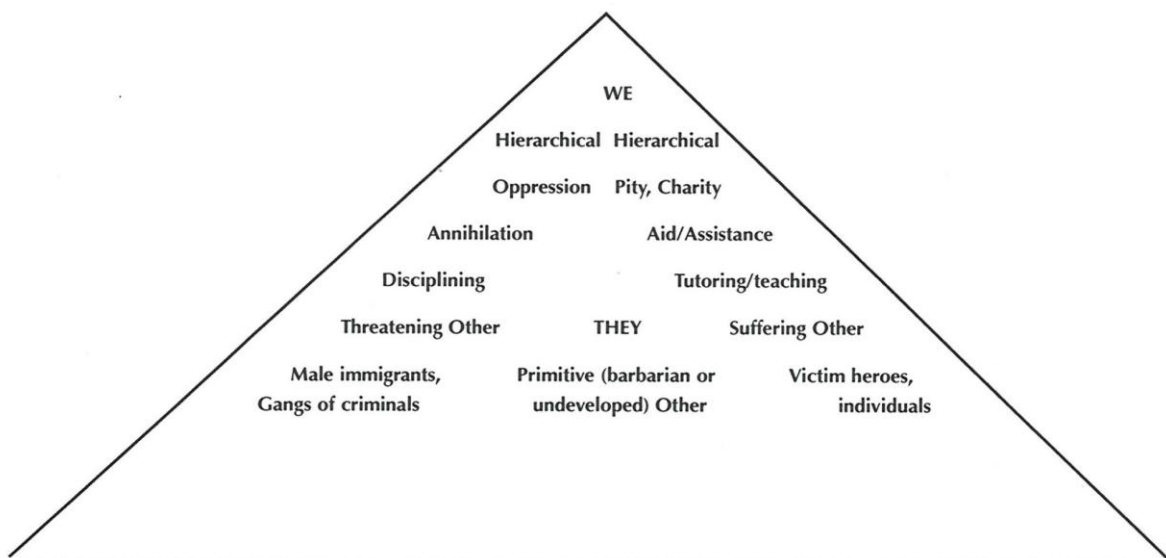 WE
Hierarchical Hierarchical
Oppression Pity, Charity
Annihilation Aid/Assistance
Disciplining Tutoring/teaching
Threatening Other THEY Suffering Other
Male immigrants, Primitive (barbarian or Victim heroes,
Gangs of criminals undeveloped) Other individuals